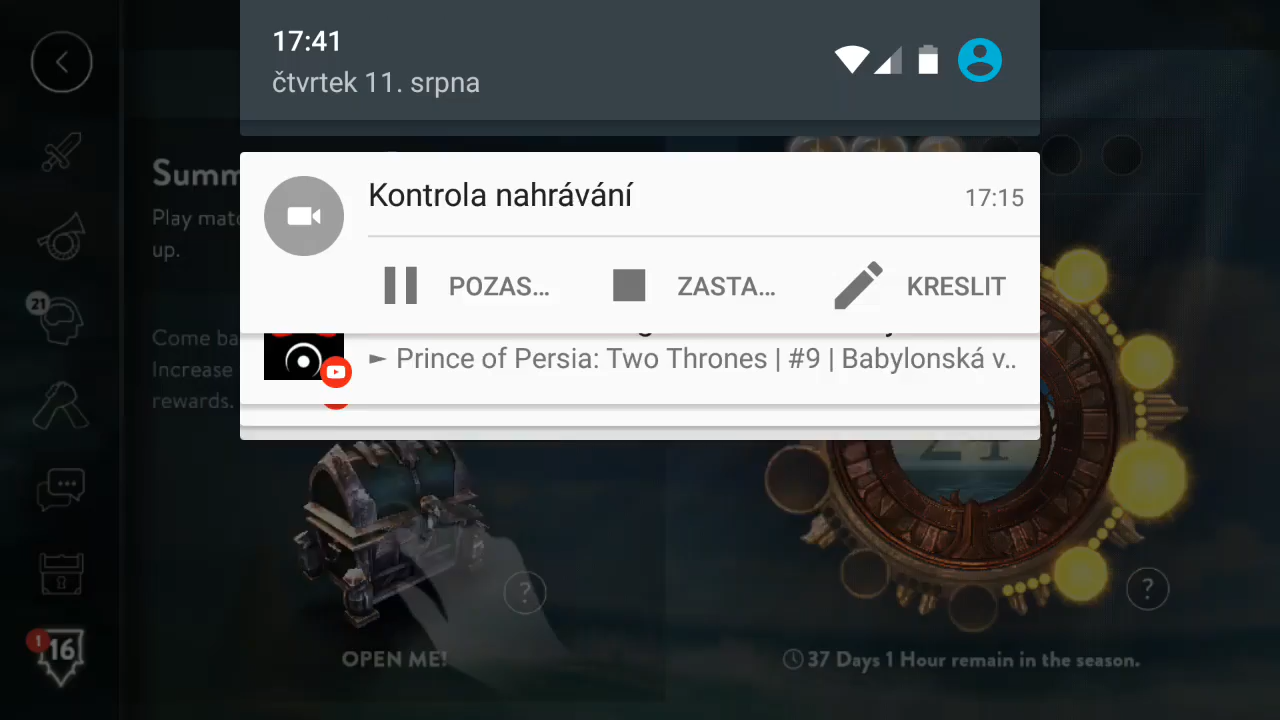 17:41
čtvrtek 11. srpna
Kontrola nahrávání
17:15
POZAS...
ZASTA...
KRESLIT
► Prince of Persia: Two Thrones | #9 | Babylonská v..
Summ
Play matc
up.
Come ba
Increase
rewards.
21
1
16
24
?
OPEN ME!
?
37 Days 1 Hour remain in the season.